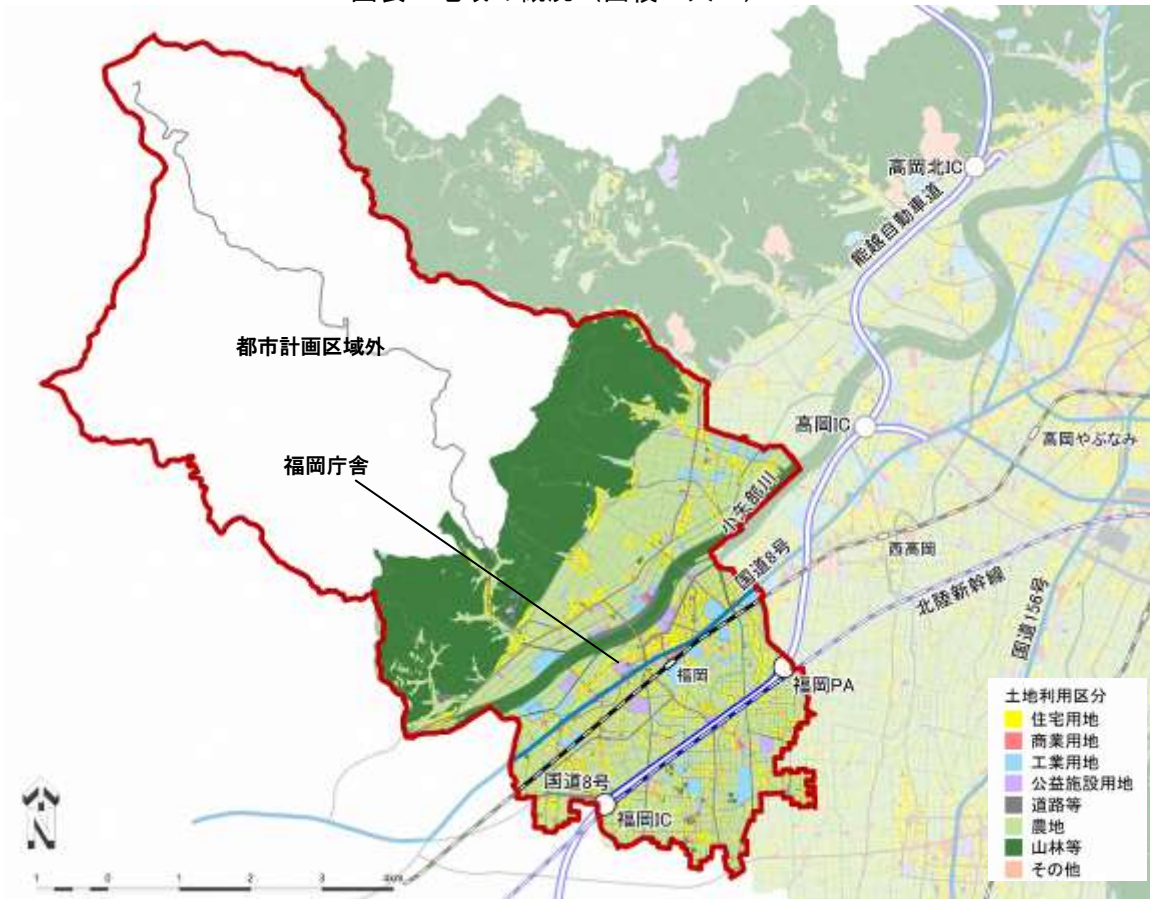 高岡北IC
能越自動車道
都市計画区域外
高岡IC
高岡やぶなみ
福岡庁舎
小矢部川
国道8号
西高岡
北陸新幹線
国道156号
福岡
福岡PA
国道8号
福岡IC
土地利用区分
住宅用地
商業用地
工業用地
公益施設用地
道路等
農地
山林等
その他
N
1 0 1 2 3